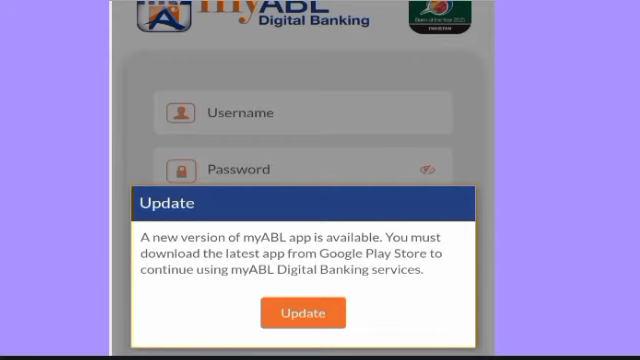 myABL
Digital Banking
PAKISTAN
Username
Password
Update
A new version of myABL app is available. You must
download the latest app from Google Play Store to
continue using myABL Digital Banking services.
Update